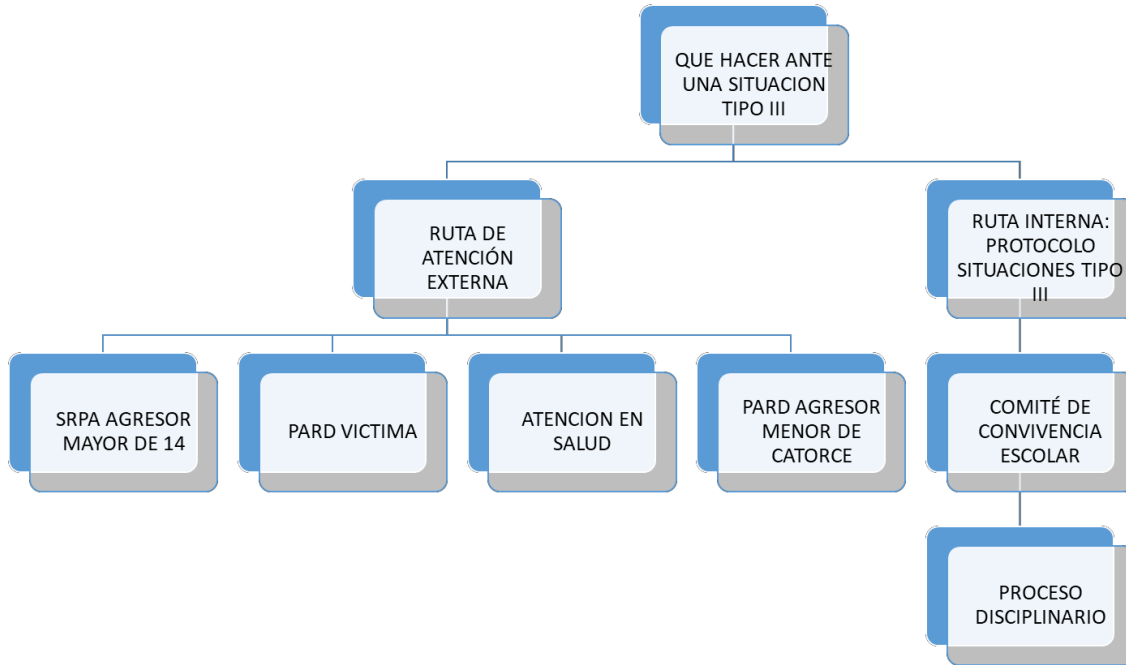 QUE HACER ANTE
UNA SITUACION
TIPO III
RUTA DE
ATENCIÓN
EXTERNA
RUTA INTERNA:
PROTOCOLO
SITUACIONES TIPO
III
SRPA AGRESOR
MAYOR DE 14
PARD VICTIMA
ATENCION EN
SALUD
PARD AGRESOR
MENOR DE
CATORCE
COMITÉ DE
CONVIVENCIA
ESCOLAR
PROCESO
DISCIPLINARIO